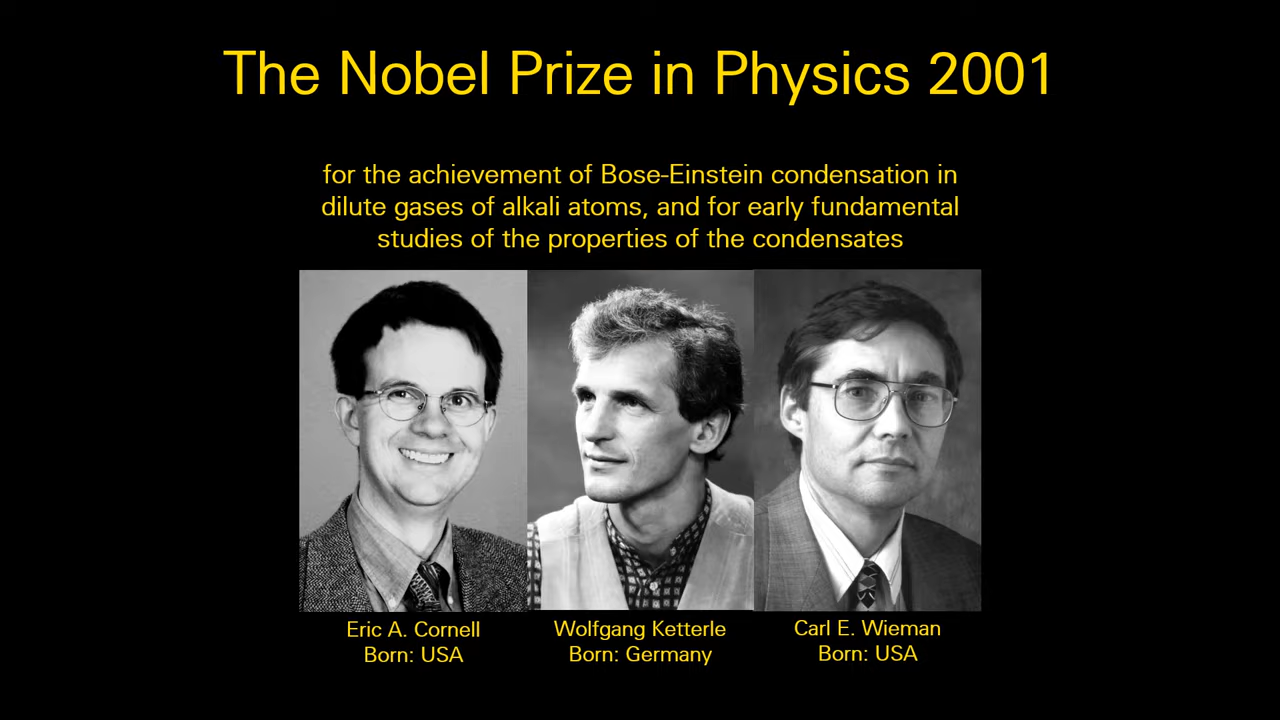 The Nobel Prize in Physics 2001
for the achievement of Bose-Einstein condensation in
dilute gases of alkali atoms, and for early fundamental
studies of the properties of the condensates
Eric A. Cornell
Born: USA
Wolfgang Ketterle
Born: Germany
Carl E. Wieman
Born: USA